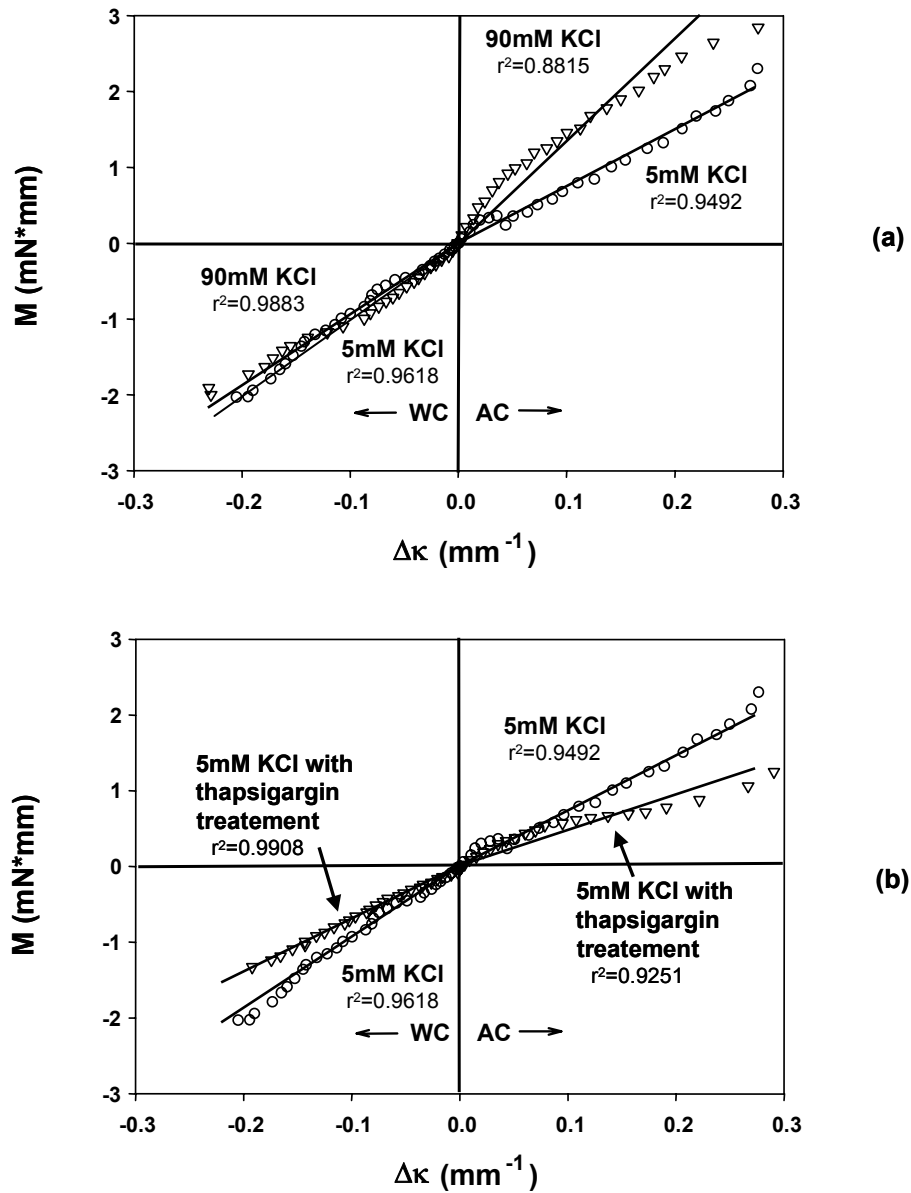 3
2
1
0
-1
-2
-3
M (mN*mm)
90mM KCl
r²=0.8815
5mM KCl
r²=0.9492
90mM KCl
r²=0.9883
5mM KCl
r²=0.9618
← WC AC →
(a)
-0.3 -0.2 -0.1 0.0 0.1 0.2 0.3
Δκ (mm⁻¹)
3
2
1
0
-1
-2
-3
M (mN*mm)
5mM KCl
r²=0.9492
5mM KCl with
thapsigargin
treatement
r²=0.9908
5mM KCl with
thapsigargin
treatement
r²=0.9251
5mM KCl
r²=0.9618
← WC AC →
(b)
-0.3 -0.2 -0.1 0.0 0.1 0.2 0.3
Δκ (mm⁻¹)